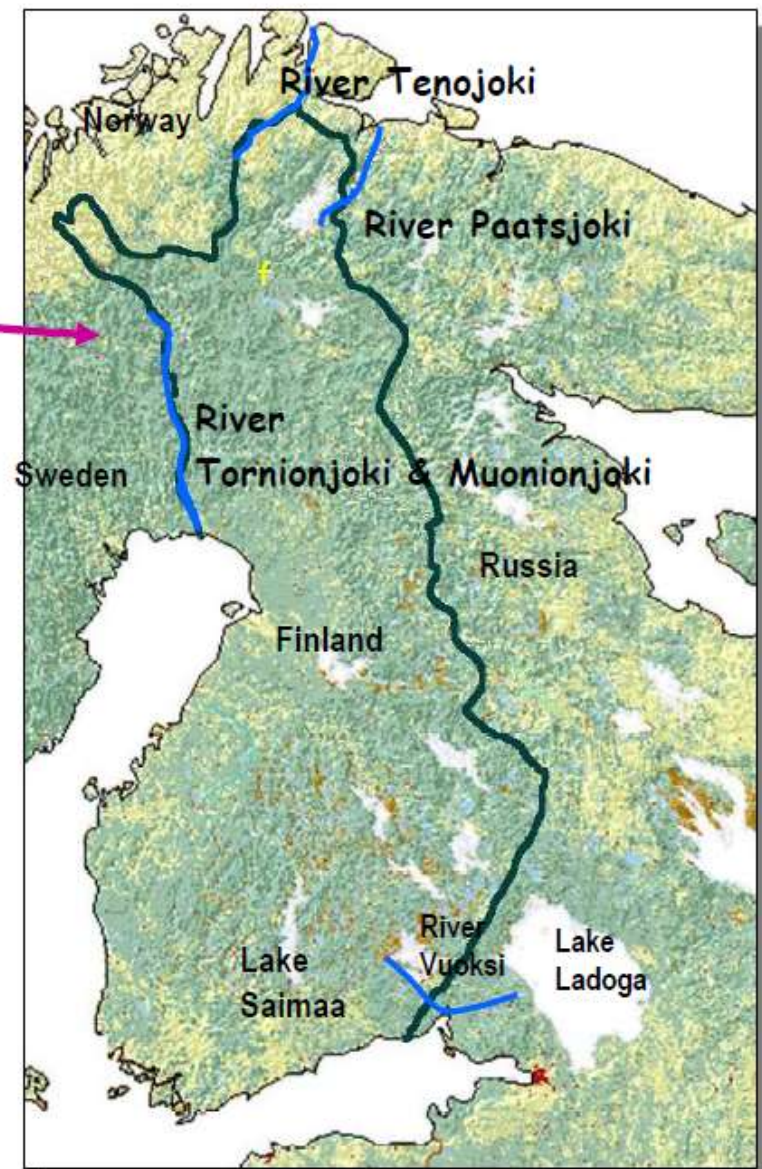 River Tenojoki
Norway
River Paatsjoki
f
River
Tornionjoki & Muonionjoki
Sweden
Russia
Finland
River
Vuoksi
Lake
Ladoga
Lake
Saimaa